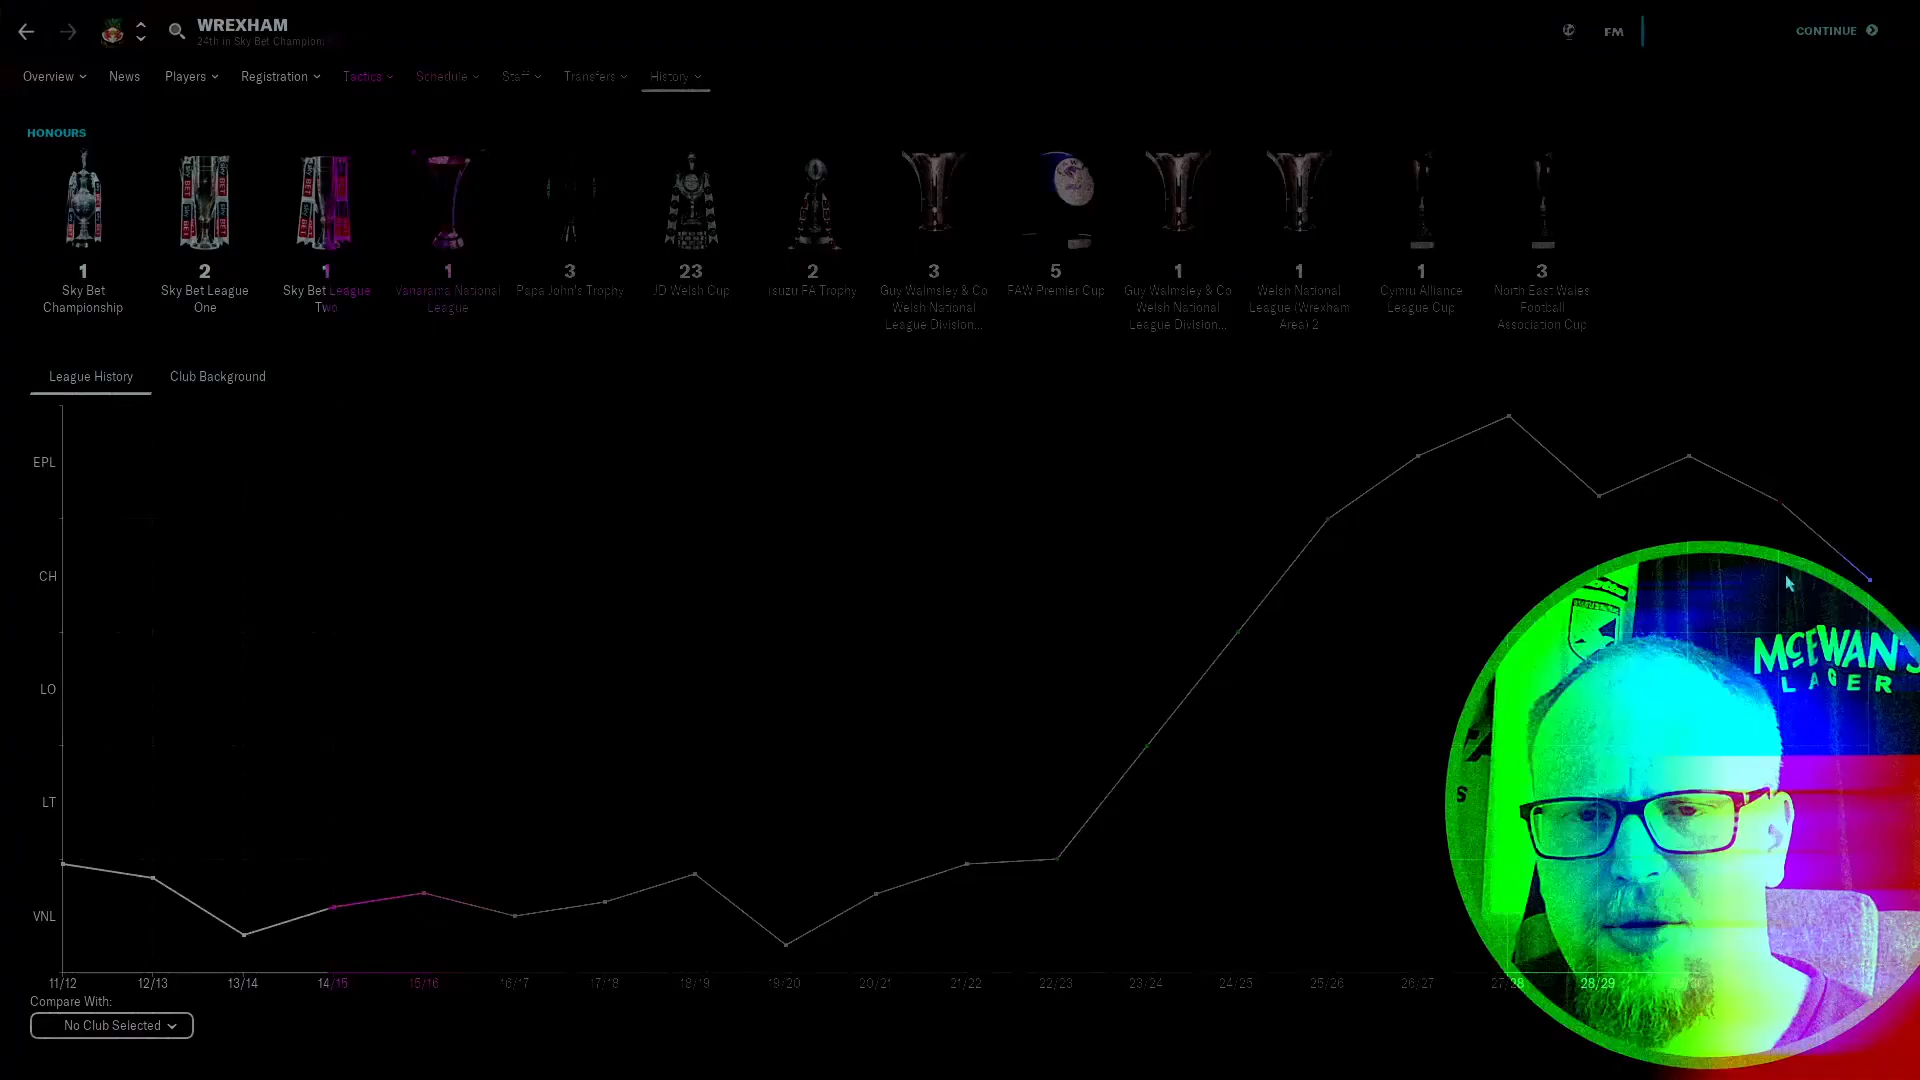 WREXHAM
24th in Sky Bet Champion
FM
CONTINUE
Overview
News
Players
Registration
Tactics
Schedule
Staff
Transfers
History
HONOURS
1
Sky Bet
Championship
2
Sky Bet League
One
1
Sky Bet League
Two
1
Vanarama National
League
3
Papa John's Trophy
23
JD Welsh Cup
2
Isuzu FA Trophy
3
Guy Walmsley & Co
Welsh National
League Division...
5
FAW Premier Cup
1
Guy Walmsley & Co
Welsh National
League Division...
1
Welsh National
League (Wrexham
Area) 2
1
Cymru Alliance
League Cup
3
North East Wales
Football
Association Cup
League History
Club Background
EPL
CH
LO
LT
VNL
11/12
12/13
13/14
14/15
15/16
16/17
17/18
18/19
19/20
20/21
21/22
22/23
23/24
24/25
25/26
26/27
27/28
28/29
MCEWAN'S
LAGER
S
Compare With:
No Club Selected